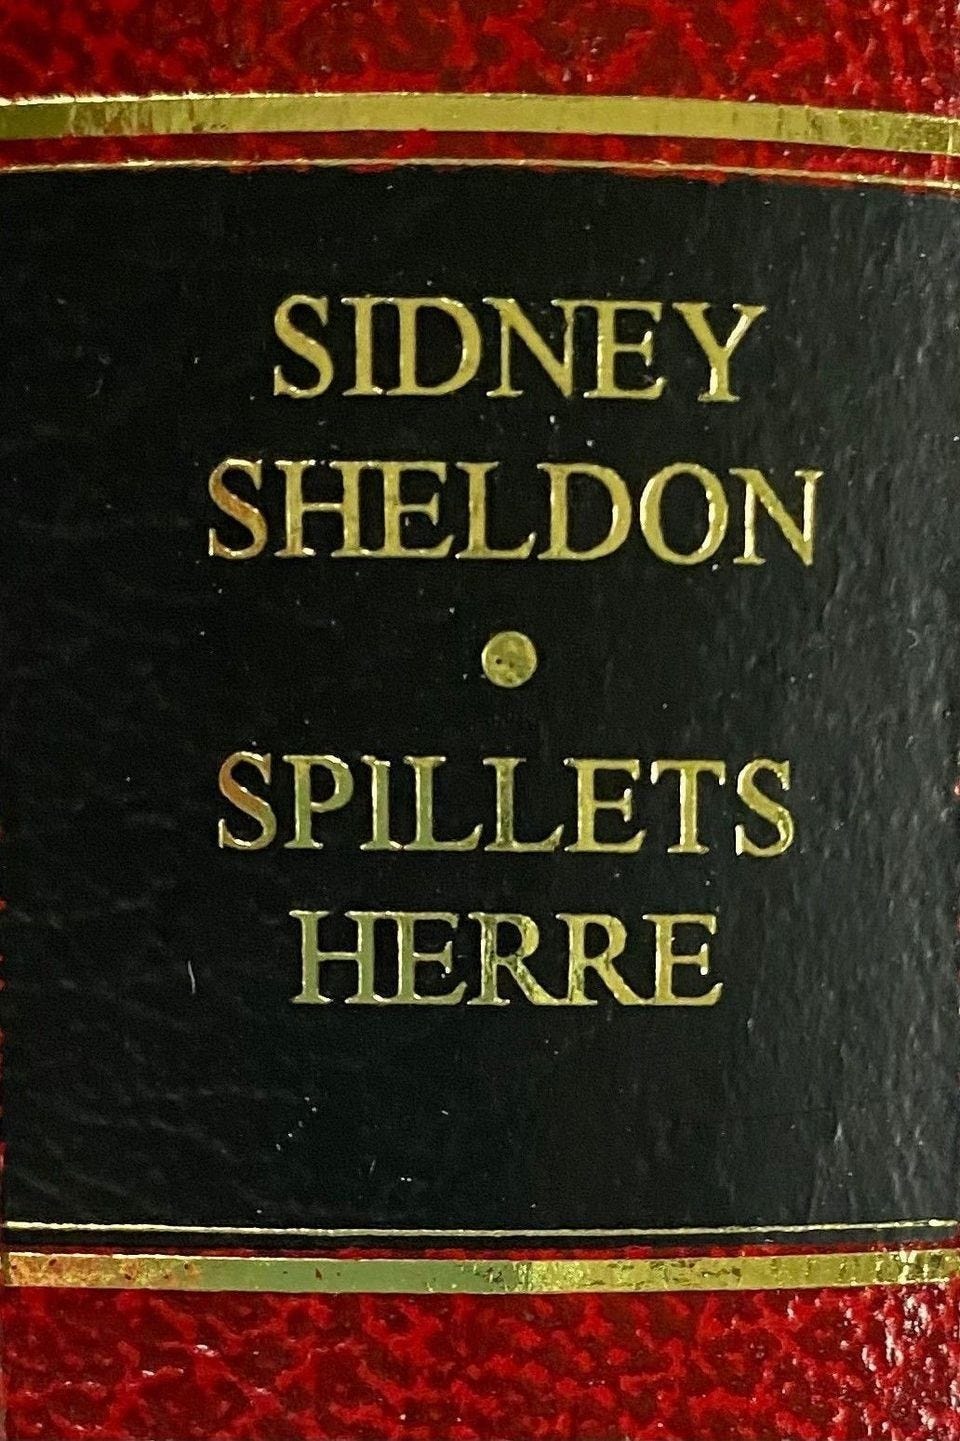 SIDNEY
SHELDON
•
SPILLETS
HERRE